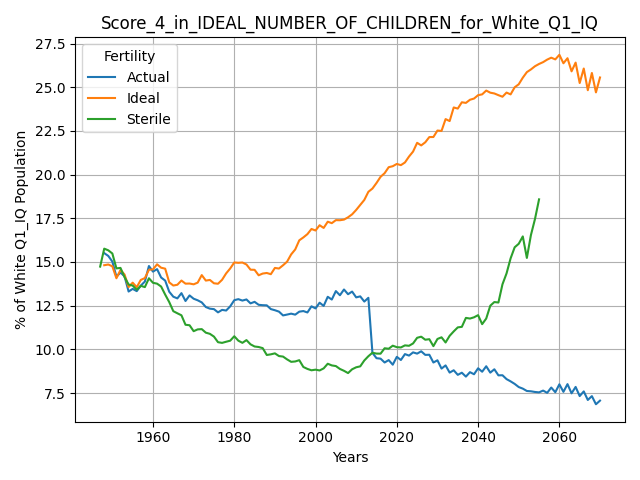 Score_4_in_IDEAL_NUMBER_OF_CHILDREN_for_White_Q1_IQ
Fertility
Actual
Ideal
Sterile
% of White Q1_IQ Population
27.5
25.0
22.5
20.0
17.5
15.0
12.5
10.0
7.5
1960
1980
2000
2020
2040
2060
Years